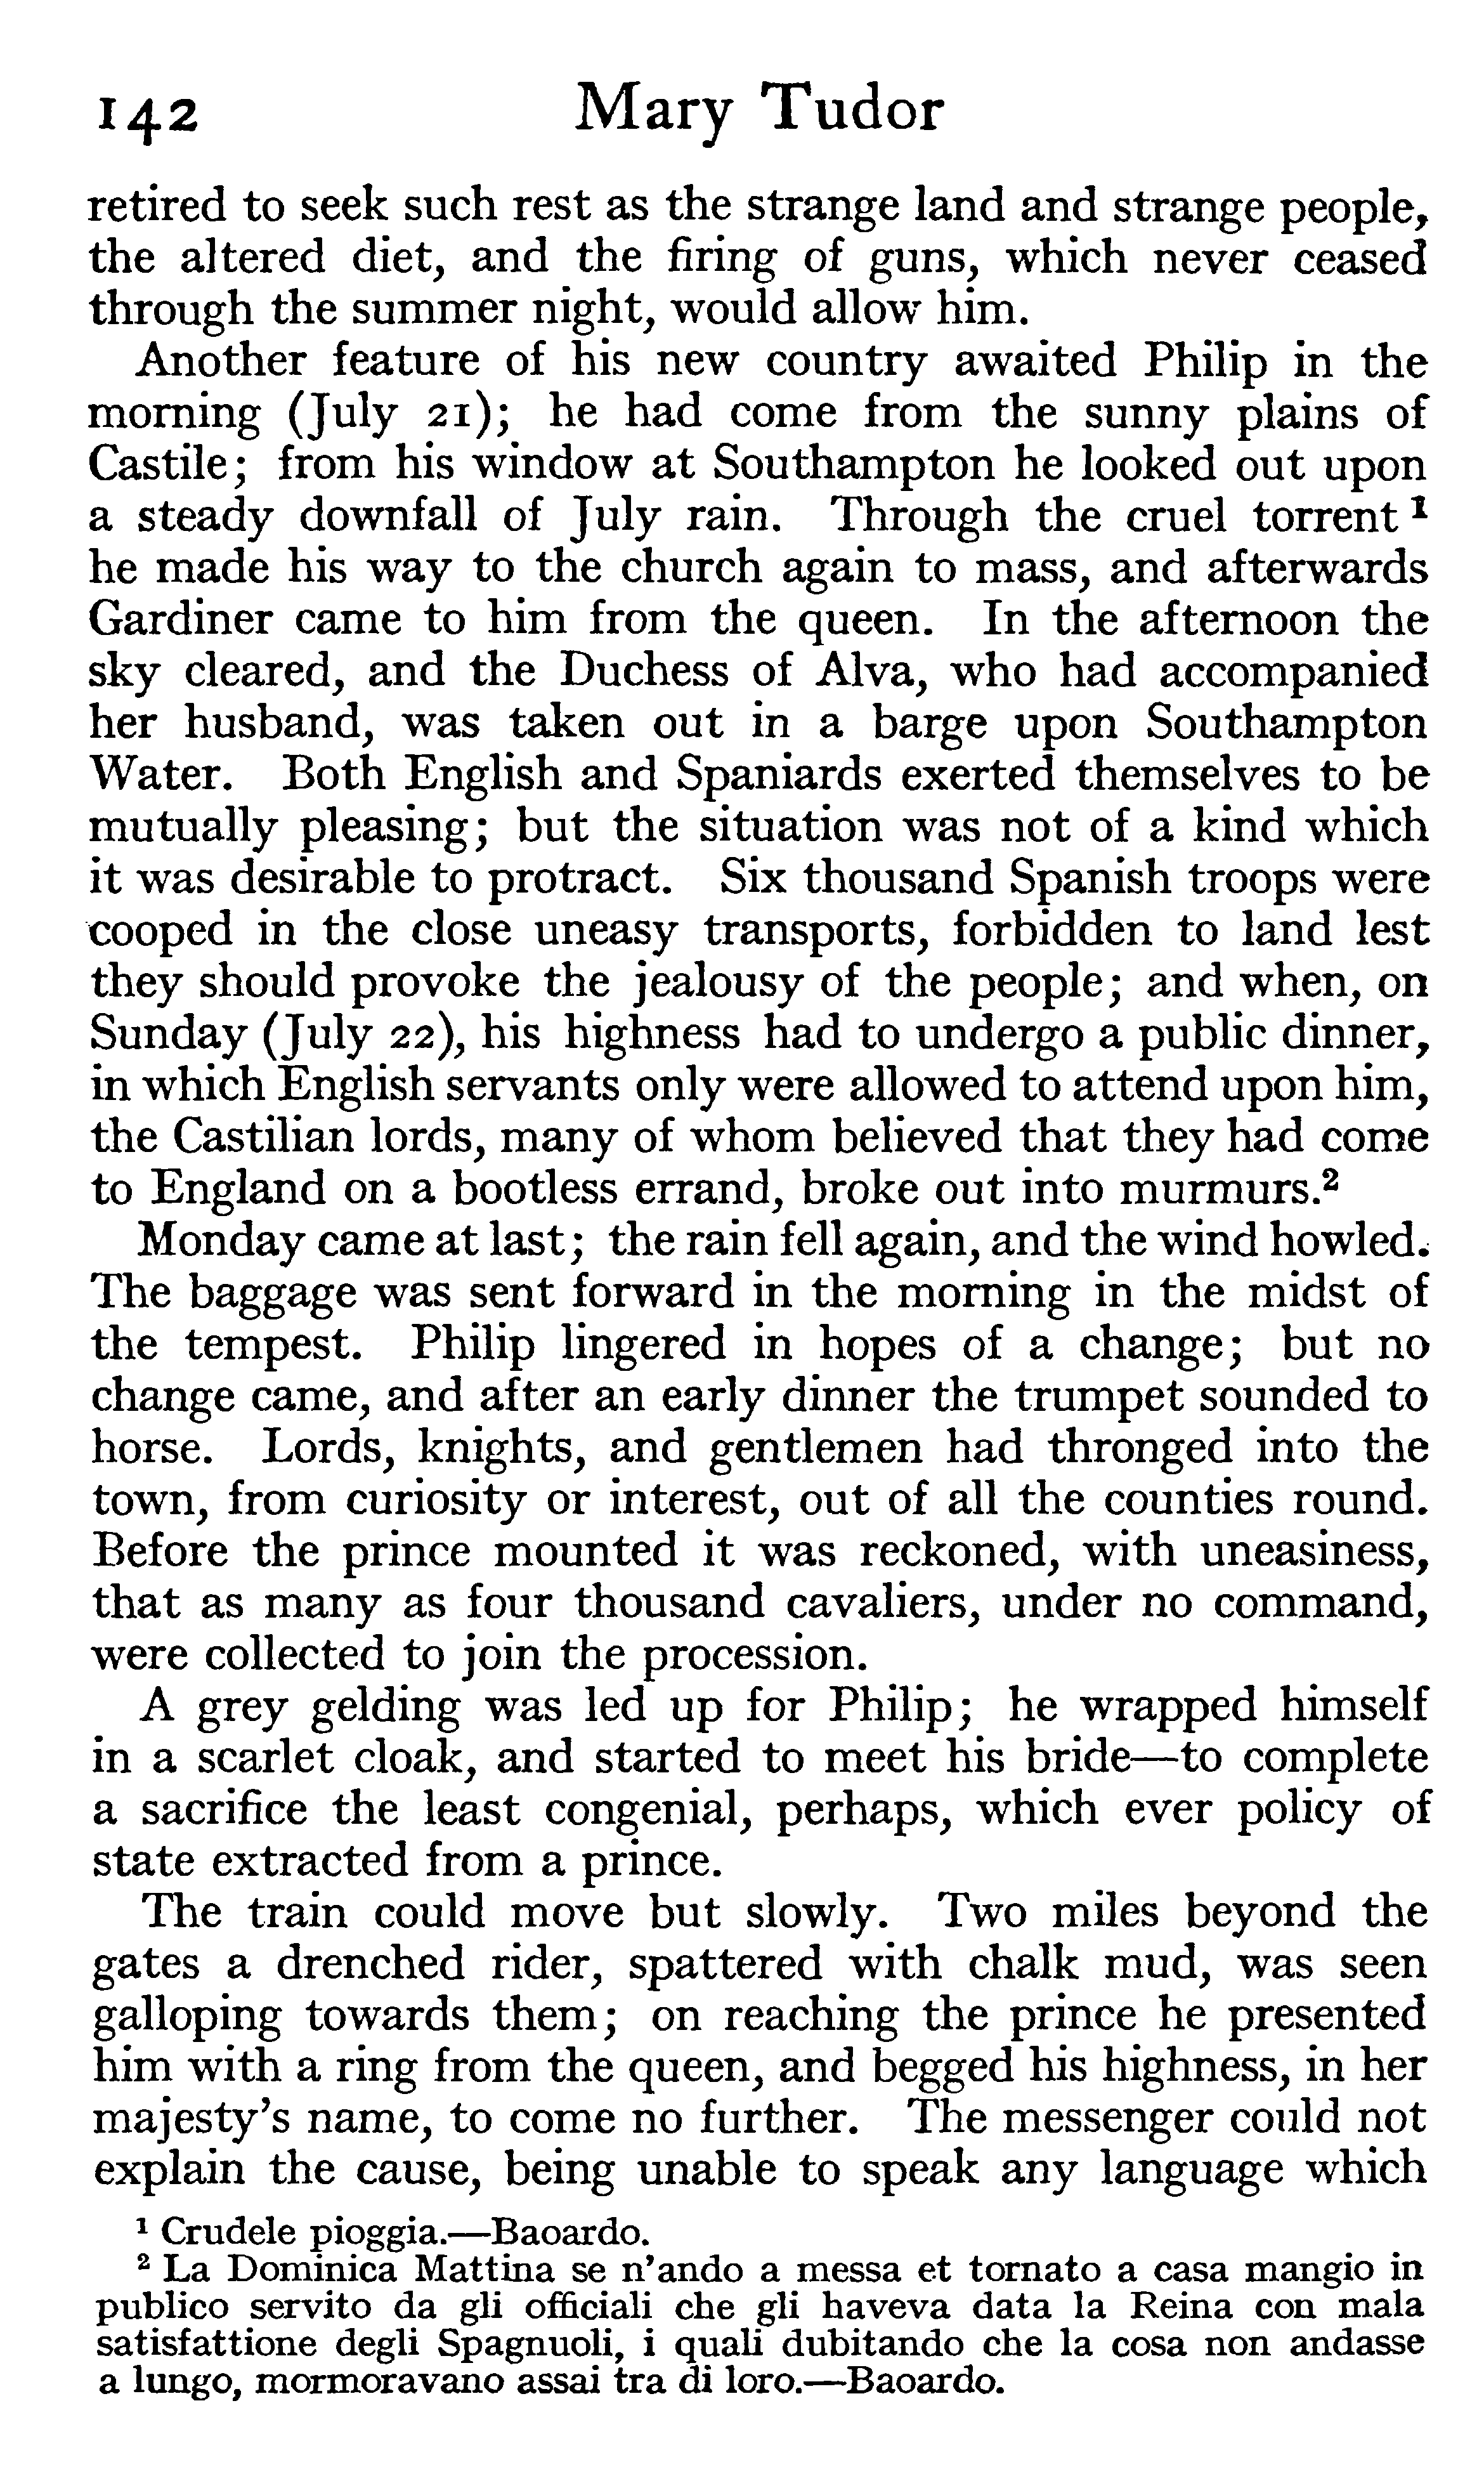 142 Mary Tudor
retired to seek such rest as the strange land and strange people,
the altered diet, and the firing of guns, which never ceased
through the summer night, would allow him.
Another feature of his new country awaited Philip in the
morning (July 21); he had come from the sunny plains of
Castile; from his window at Southampton he looked out upon
a steady downfall of July rain. Through the cruel torrent ¹
he made his way to the church again to mass, and afterwards
Gardiner came to him from the queen. In the afternoon the
sky cleared, and the Duchess of Alva, who had accompanied
her husband, was taken out in a barge upon Southampton
Water. Both English and Spaniards exerted themselves to be
mutually pleasing; but the situation was not of a kind which
it was desirable to protract. Six thousand Spanish troops were
cooped in the close uneasy transports, forbidden to land lest
they should provoke the jealousy of the people; and when, on
Sunday (July 22), his highness had to undergo a public dinner,
in which English servants only were allowed to attend upon him,
the Castilian lords, many of whom believed that they had come
to England on a bootless errand, broke out into murmurs.²
Monday came at last; the rain fell again, and the wind howled.
The baggage was sent forward in the morning in the midst of
the tempest. Philip lingered in hopes of a change; but no
change came, and after an early dinner the trumpet sounded to
horse. Lords, knights, and gentlemen had thronged into the
town, from curiosity or interest, out of all the counties round.
Before the prince mounted it was reckoned, with uneasiness,
that as many as four thousand cavaliers, under no command,
were collected to join the procession.
A grey gelding was led up for Philip; he wrapped himself
in a scarlet cloak, and started to meet his bride—to complete
a sacrifice the least congenial, perhaps, which ever policy of
state extracted from a prince.
The train could move but slowly. Two miles beyond the
gates a drenched rider, spattered with chalk mud, was seen
galloping towards them; on reaching the prince he presented
him with a ring from the queen, and begged his highness, in her
majesty's name, to come no further. The messenger could not
explain the cause, being unable to speak any language which
¹ Crudele pioggia.—Baoardo.
² La Dominica Mattina se n'ando a messa et tornato a casa mangio in
publico servito da gli officiali che gli haveva data la Reina con mala
satisfattione degli Spagnuoli, i quali dubitando che la cosa non andasse
a lungo, mormoravano assai tra di loro.—Baoardo.